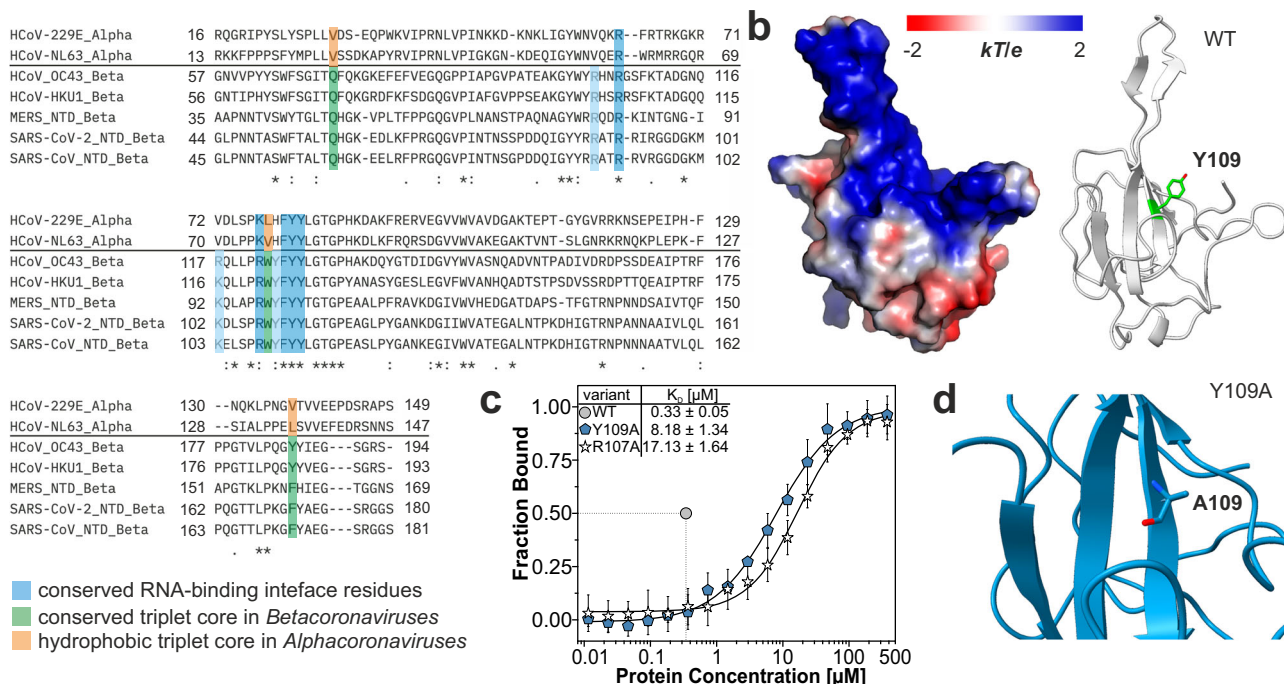 HCoV-229E_Alpha 16 RQGRIPYSLYSPLLVDS-EQPWKVIPRNLVPINKKD-KNKLIGYWNVQKR--FRTRKGKR 71
HCoV-NL63_Alpha 13 RKKFPPPSFYMPLLVSSDKAPYRVIPRNLVPIGKGN-KDEQIGYWNVQER--WRMRRGQR 69
HCoV_OC43_Beta 57 GNVVPYYSWFSGITQFQKGKEFEFVEGQGPPIAPGVPATEAKGYWYRHNRGSFKTADGNQ 116
HCoV-HKU1_Beta 56 GNTIPHYSWFSGITQFQKGRDFKFSDGQGVPIAFGVPPSEAKGYWYRHSRRSFKTADGQQ 115
MERS_NTD_Beta 35 AAPNNTVSWYTGLTQHGK-VPLTFPPGQGVPLNANSTPAQNAGYWRRQDRKINTGNG-I 91
SARS-CoV-2_NTD_Beta 44 GLPNNTASWFTALTQHGK-EDLKFPRGQGVPINTNSSPDDQIGYYRRATR-RIRGGDGKM 101
SARS-CoV_NTD_Beta 45 GLPNNTASWFTALTQHGK-EELRFPRGQGVPINTNSGPDDQIGYYRRATR-RVRGGDGKM 102
* : : . . * . ** . * . *
HCoV-229E_Alpha 72 VDLSPKLHFYYLGTGPHKDAKFRERVEGVVWVAVDGAKTEPT-GYGVRRKNSEPEIPH-F 129
HCoV-NL63_Alpha 70 VDLPPKVHFYYLGTGPHKDLKFRQRSDGVVWVAKEGAKTVNT-SLGNRKRNQKPLEPK-F 127
HCoV_OC43_Beta 117 RQLLPRWYFYYLGTGPHAKDQYGTDIDGVYWVASNQADVNTPADIVDRDPSSDEAIPTRF 176
HCoV-HKU1_Beta 116 KQLLPRWYFYYLGTGPYANASYGESLEGVFWVANHQADTSTPSDVSSRDPTTQEAIPTRF 175
MERS_NTD_Beta 92 KQLAPRWYFYYTGTGPEAALPFRAVKDGIVWVHEDGATDAPS-TFGTRNPNNDSAIVTQF 150
SARS-CoV-2_NTD_Beta 102 KDLSPRWYFYYLGTGPEAGLPYGANKDGIIWVATEGALNTPKDHIGTRNPANNAAIVLQL 161
SARS-CoV_NTD_Beta 103 KELSPRWYFYYLGTGPEASLPYGANKEGIVWVATEGALNTPKDHIGTRNPNNNAATVLQL 162
:* *: *** **** : :*: ** . * * . :
HCoV-229E_Alpha 130 --NQKLPNGVTVVEEPDSRAPS 149
HCoV-NL63_Alpha 128 --SIALPPELSVVEFEDRSNNS 147
HCoV_OC43_Beta 177 PPGTVLPQGYYIEG---SGRS- 194
HCoV-HKU1_Beta 176 PPGTILPQGYYVEG---SGRS- 193
MERS_NTD_Beta 151 APGTKLPKNFHIEG---TGGNS 169
SARS-CoV-2_NTD_Beta 162 PQGTTLPKGFYAEG---SRGGS 180
SARS-CoV_NTD_Beta 163 PQGTTLPKGFYAEG---SRGGS 181
. **
conserved RNA-binding inteface residues
conserved triplet core in Betacoronaviruses
hydrophobic triplet core in Alphacoronaviruses
b
-2 kT/e 2
WT
Y109
c
variant K_D [µM]
WT 0.33 ± 0.05
Y109A 8.18 ± 1.34
R107A 17.13 ± 1.64
Fraction Bound
1.00
0.75
0.50
0.25
0.00
0.01 0.1 1 10 100 400
Protein Concentration [µM]
d
Y109A
A109